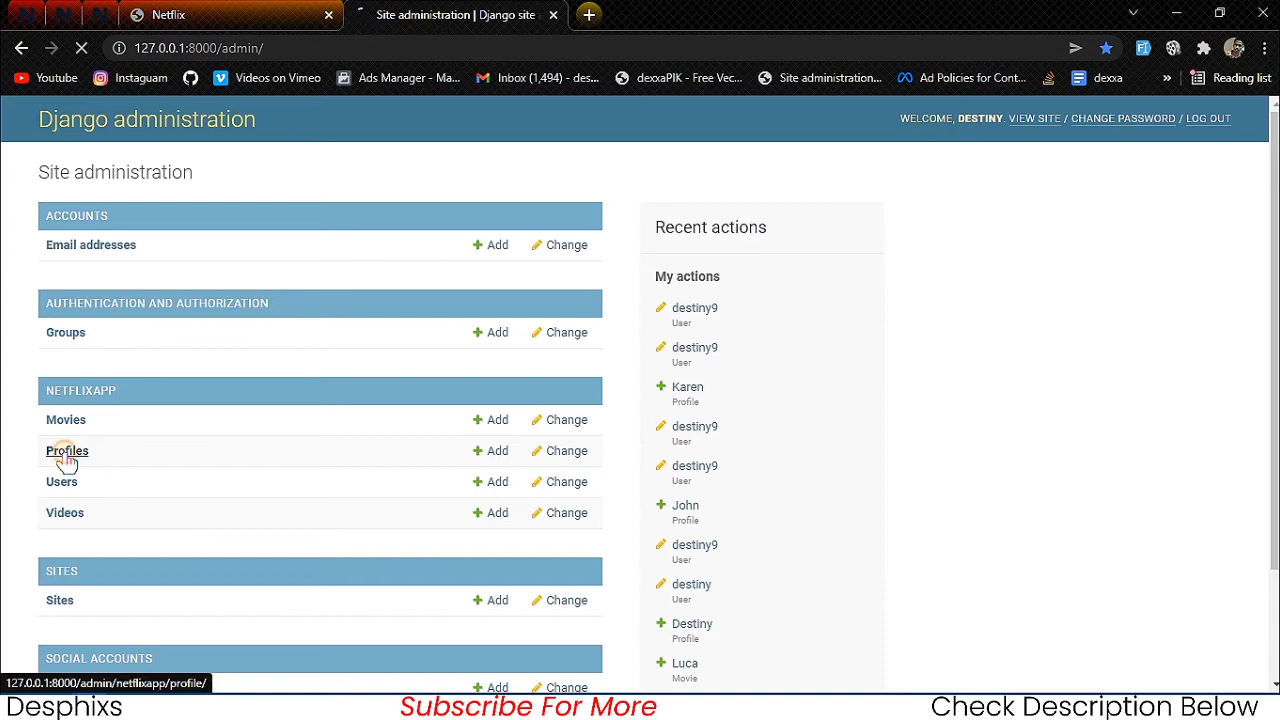 Netflix
Site administration | Django site
127.0.0.1:8000/admin/
Youtube
Instaguam
Videos on Vimeo
Ads Manager - Ma...
Inbox (1,494) - des...
dexxaPIK - Free Vec...
Site administration...
Ad Policies for Cont...
dexxa
»
Reading list
Django administration
WELCOME, DESTINY. VIEW SITE / CHANGE PASSWORD / LOG OUT
Site administration
ACCOUNTS
Email addresses
Add
Change
AUTHENTICATION AND AUTHORIZATION
Groups
Add
Change
NETFLIXAPP
Movies
Add
Change
Profiles
Add
Change
Users
Add
Change
Videos
Add
Change
SITES
Sites
Add
Change
SOCIAL ACCOUNTS
Add
Change
Recent actions
My actions
destiny9
User
destiny9
User
Karen
Profile
destiny9
User
destiny9
User
John
Profile
destiny9
User
destiny
User
Destiny
Profile
Luca
Movie
127.0.0.1:8000/admin/netflixapp/profile/
Desphixs
Subscribe For More
Check Description Below